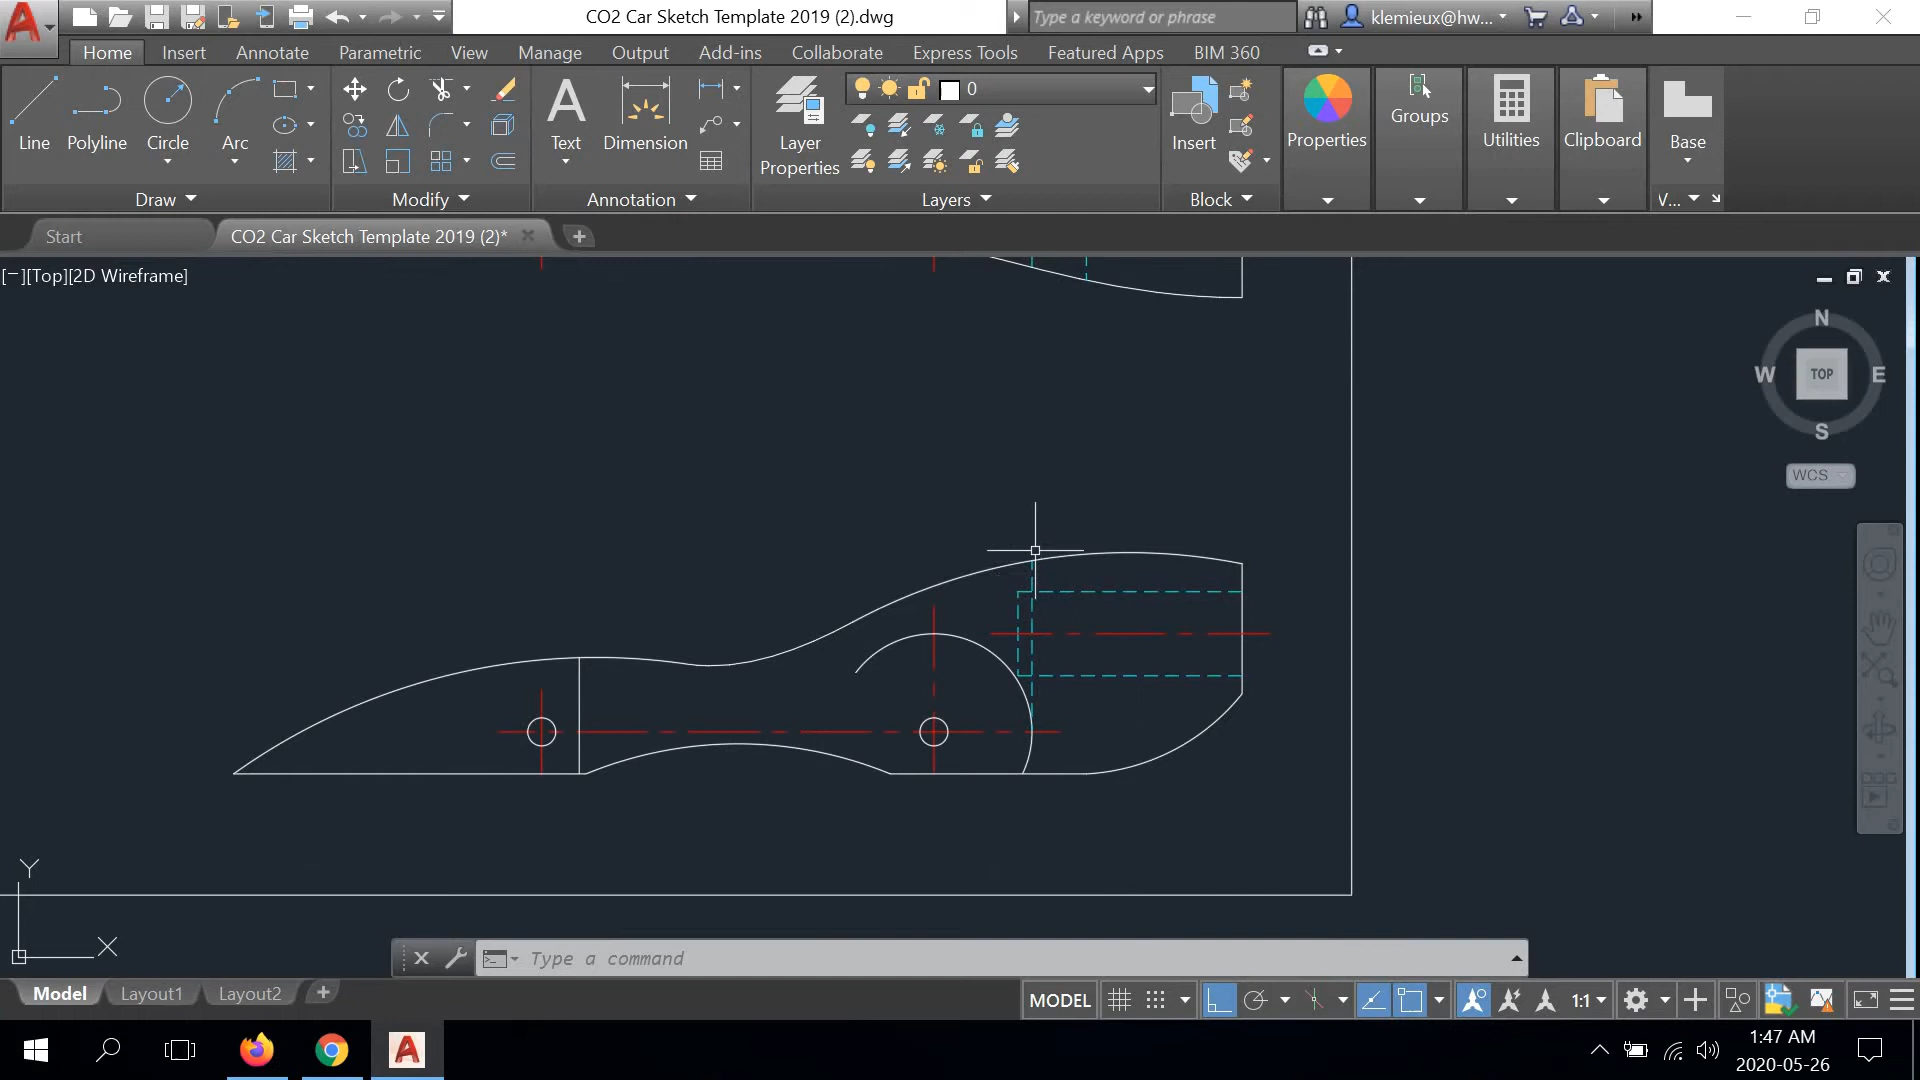 CO2 Car Sketch Template 2019 (2).dwg
Type a keyword or phrase
klemieux@hw...
Home Insert Annotate Parametric View Manage Output Add-ins Collaborate Express Tools Featured Apps BIM 360
0
Line Polyline Circle Arc
Text Dimension
Layer
Properties
Insert
Properties
Groups
Utilities
Clipboard
Base
Draw Modify Annotation Layers Block V...
Start
CO2 Car Sketch Template 2019 (2)*
[−][Top][2D Wireframe]
N
W TOP E
S
WCS
Y
X
Type a command
Model Layout1 Layout2
MODEL
1:1
1:47 AM
2020-05-26